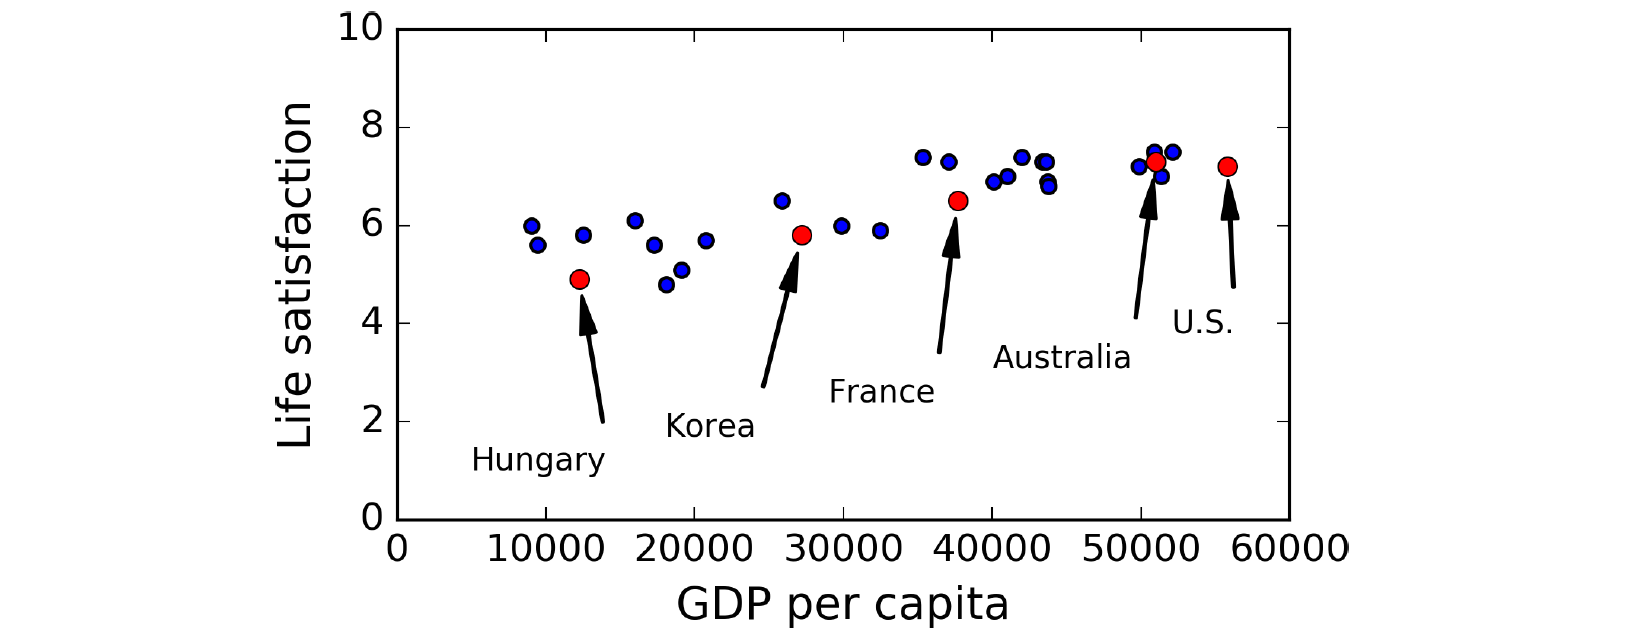 10
8
6
4
2
0
Life satisfaction
Hungary
Korea
France
Australia
U.S.
0 10000 20000 30000 40000 50000 60000
GDP per capita